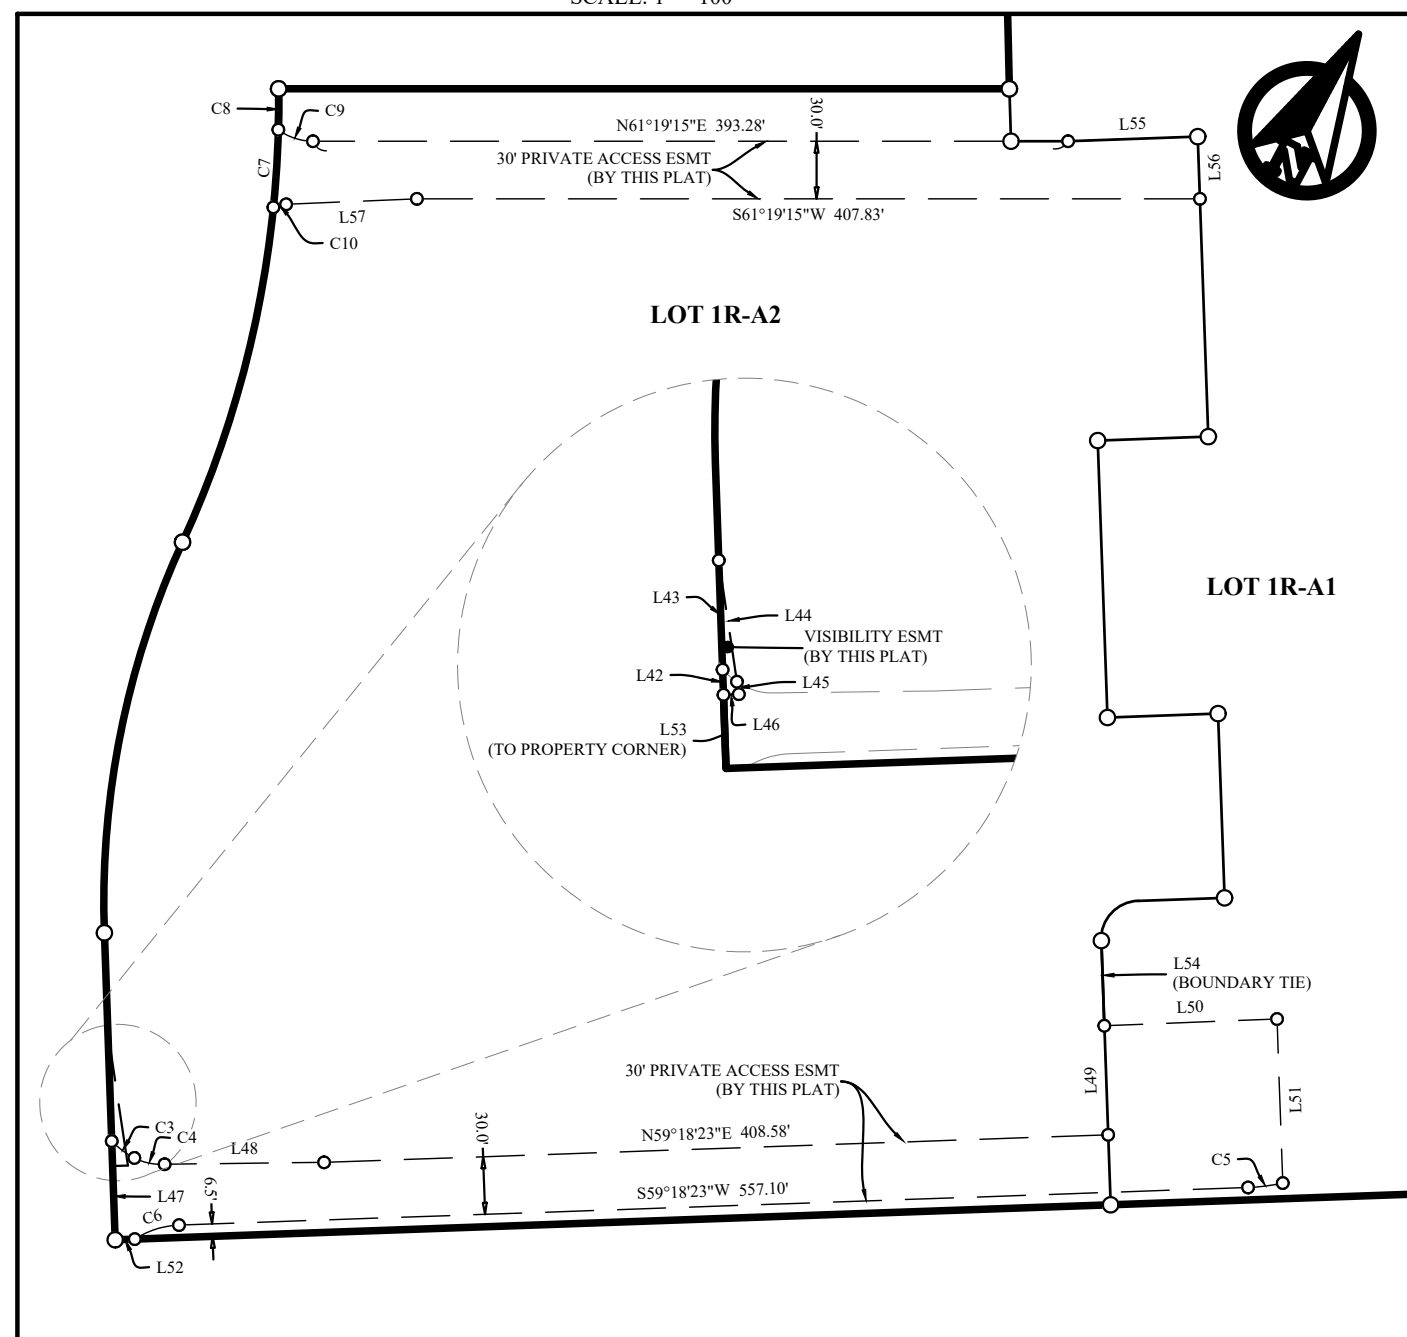 C8
C9
N61°19'15"E 393.28'
30.0'
L55
30' PRIVATE ACCESS ESMT
(BY THIS PLAT)
C7
L56
L57
S61°19'15"W 407.83'
C10
LOT 1R-A2
LOT 1R-A1
L43
L44
VISIBILITY ESMT
(BY THIS PLAT)
L42
L45
L46
L53
(TO PROPERTY CORNER)
L54
(BOUNDARY TIE)
L50
30' PRIVATE ACCESS ESMT
(BY THIS PLAT)
L49
L51
C3
C4
L48
30.0'
N59°18'23"E 408.58'
C5
L47
6.5'
S59°18'23"W 557.10'
C6
L52